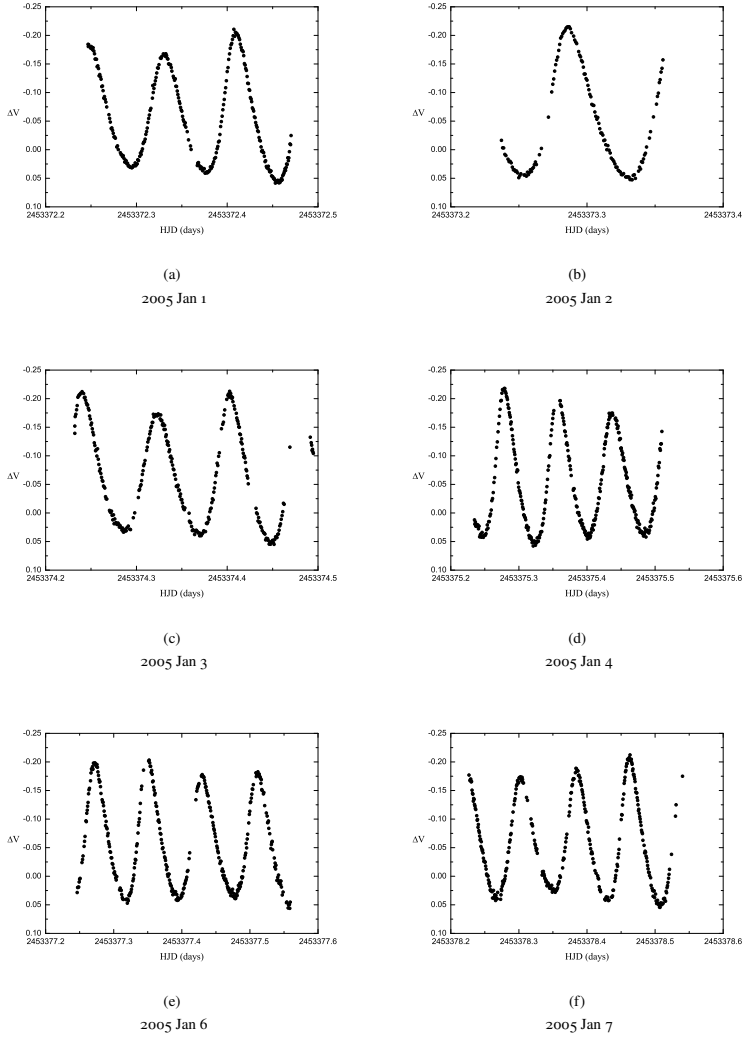 -0.25
-0.20
-0.15
-0.10
-0.05
0.00
0.05
0.10
ΔV
2453372.2 2453372.3 2453372.4 2453372.5
HJD (days)
(a)
2005 Jan 1
-0.25
-0.20
-0.15
-0.10
-0.05
0.00
0.05
0.10
ΔV
2453373.2 2453373.3 2453373.4
HJD (days)
(b)
2005 Jan 2
-0.25
-0.20
-0.15
-0.10
-0.05
0.00
0.05
0.10
ΔV
2453374.2 2453374.3 2453374.4 2453374.5
HJD (days)
(c)
2005 Jan 3
-0.25
-0.20
-0.15
-0.10
-0.05
0.00
0.05
0.10
ΔV
2453375.2 2453375.3 2453375.4 2453375.5 2453375.6
HJD (days)
(d)
2005 Jan 4
-0.25
-0.20
-0.15
-0.10
-0.05
0.00
0.05
0.10
ΔV
2453377.2 2453377.3 2453377.4 2453377.5 2453377.6
HJD (days)
(e)
2005 Jan 6
-0.25
-0.20
-0.15
-0.10
-0.05
0.00
0.05
0.10
ΔV
2453378.2 2453378.3 2453378.4 2453378.5 2453378.6
HJD (days)
(f)
2005 Jan 7